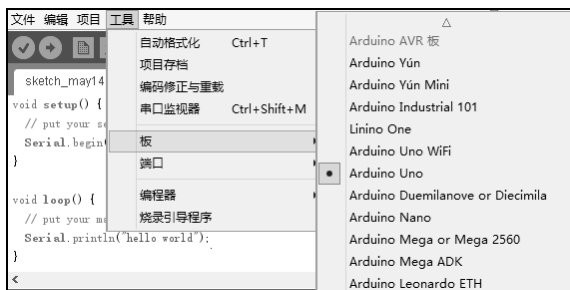 文件 编辑 项目 工具 帮助
自动格式化 Ctrl+T
项目存档
编码修正与重载
串口监视器 Ctrl+Shift+M
板
端口
编程器
烧录引导程序
Arduino AVR 板
Arduino Yún
Arduino Yún Mini
Arduino Industrial 101
Linino One
Arduino Uno WiFi
Arduino Uno
Arduino Duemilanove or Diecimila
Arduino Nano
Arduino Mega or Mega 2560
Arduino Mega ADK
Arduino Leonardo ETH
sketch_may14
void setup() {
// put your se
Serial.begin
}
void loop() {
// put your ma
Serial.println("hello world");
}